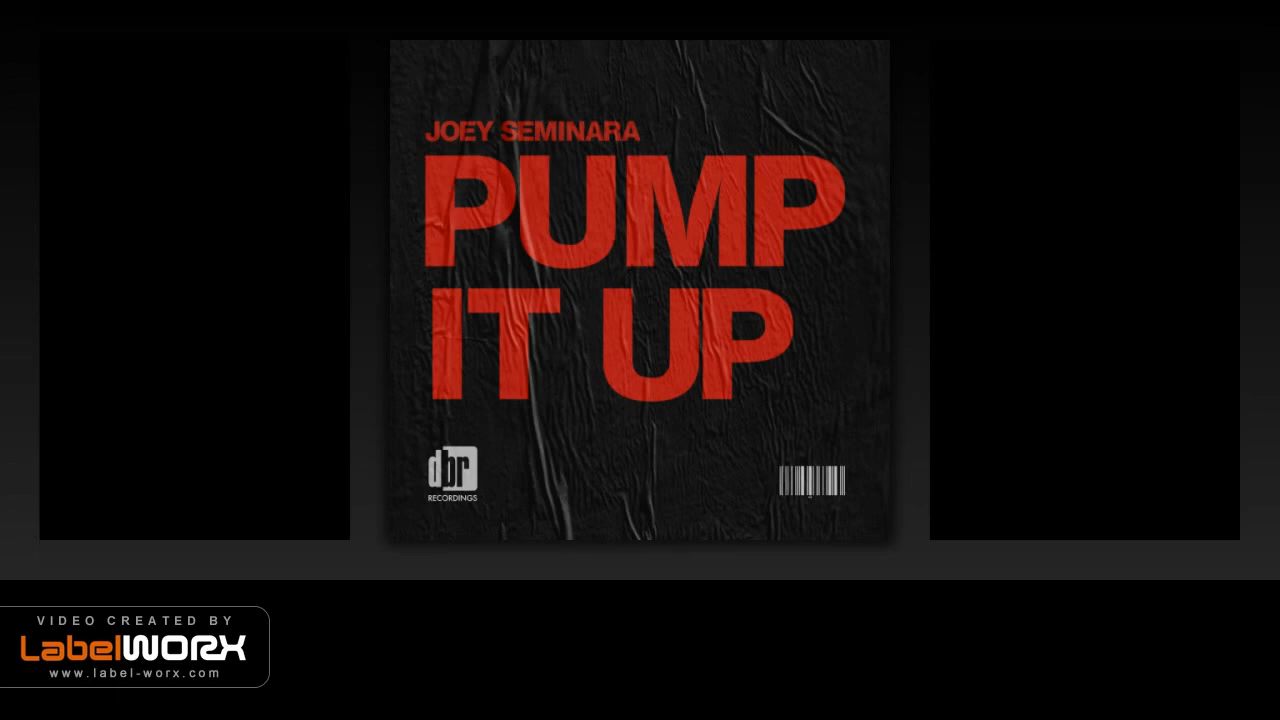 JOEY SEMINARA
PUMP
IT UP
dbr
RECORDINGS
VIDEO CREATED BY
LabelWORX
www.label-worx.com